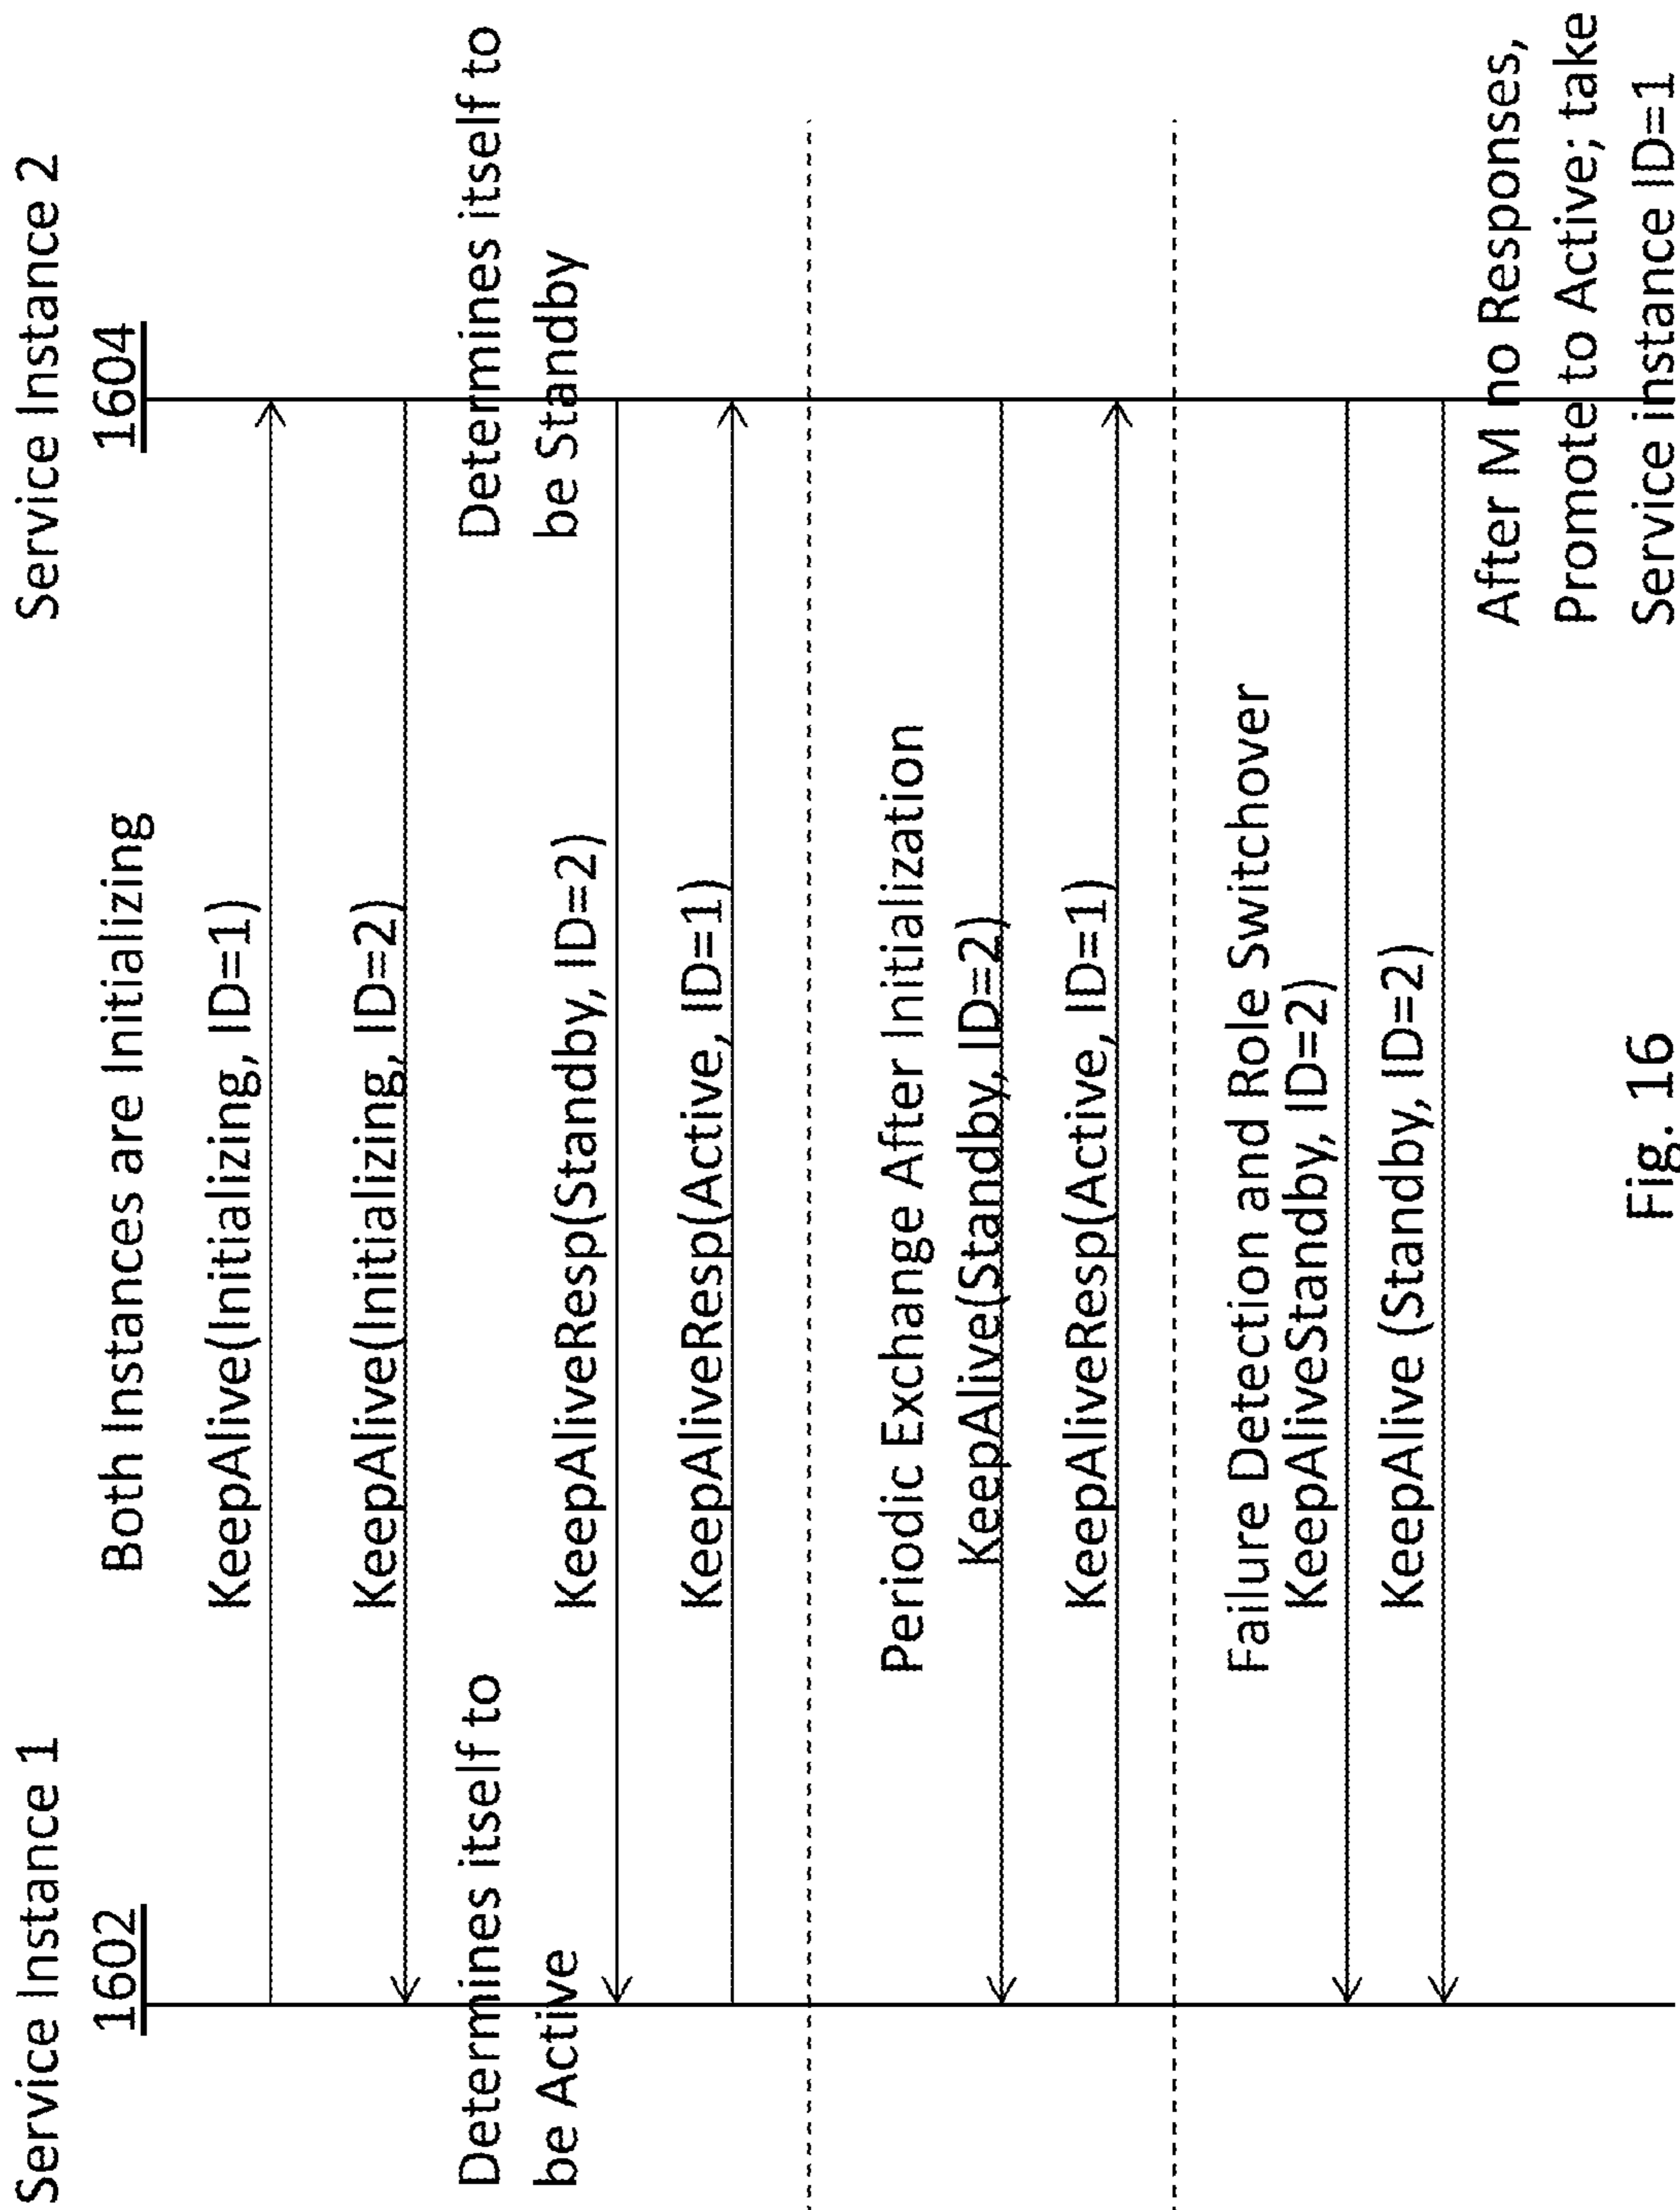 Service Instance 1
Service Instance 2
1602
1604
Both Instances are Initializing
KeepAlive(Initializing, ID=1)
KeepAlive(Initializing, ID=2)
Determines itself to
be Active
Determines itself to
be Standby
KeepAliveResp(Standby, ID=2)
KeepAliveResp(Active, ID=1)
Periodic Exchange After Initialization
KeepAlive(Standby, ID=2)
KeepAliveResp(Active, ID=1)
Failure Detection and Role Switchover
KeepAliveStandby, ID=2)
KeepAlive (Standby, ID=2)
After M no Responses,
Promote to Active; take
Service instance ID=1
Fig. 16